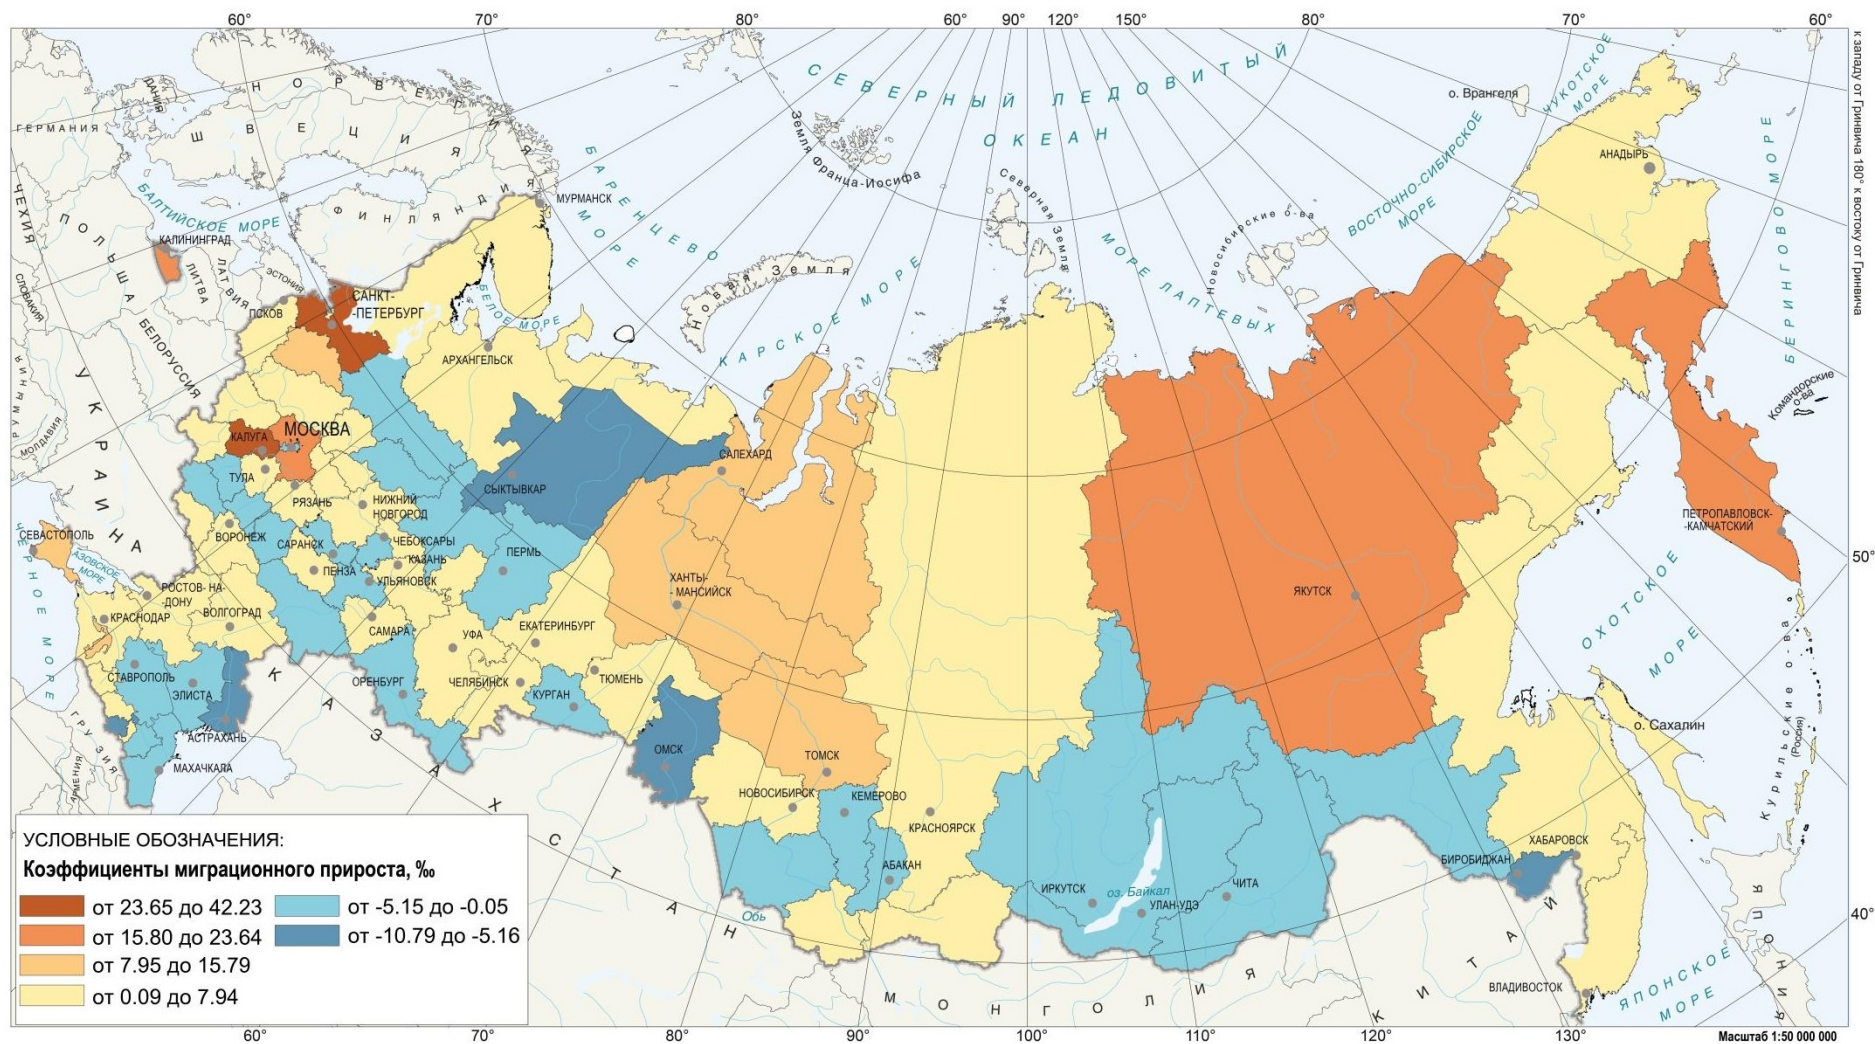 60° 70° 80° 60° 90° 120° 150° 80° 70° 60°
к западу от Гринвича 180° к востоку от Гринвича
СЕВЕРНЫЙ ЛЕДОВИТЫЙ
ОКЕАН
о. Врангеля
ЧУКОТСКОЕ
МОРЕ
ВОСТОЧНО-СИБИРСКОЕ
МОРЕ
БЕРИНГОВО МОРЕ
АНАДЫРЬ
НОРВЕГИЯ
ДАНИЯ
ГЕРМАНИЯ
ШВЕЦИЯ
ФИНЛЯНДИЯ
ЧЕХИЯ
ПОЛЬША
СЛОВАКИЯ
БАЛТИЙСКОЕ МОРЕ
КАЛИНИНГРАД
ЛИТВА
ЛАТВИЯ
ЭСТОНИЯ
БЕЛОРУССИЯ
УКРАИНА
РУМЫНИЯ
МОЛДАВИЯ
БАРЕНЦЕВО
МОРЕ
Земля Франца-Иосифа
Северная Земля
Новая Земля
КАРСКОЕ МОРЕ
МОРЕ ЛАПТЕВЫХ
Новосибирские о-ва
МУРМАНСК
САНКТ-
-ПЕТЕРБУРГ
ПСКОВ
БЕЛОЕ МОРЕ
АРХАНГЕЛЬСК
Командорские
о-ва
МОСКВА
КАЛУГА
ТУЛА
РЯЗАНЬ
НИЖНИЙ
НОВГОРОД
СЫКТЫВКАР
САЛЕХАРД
ВОРОНЕЖ
САРАНСК
ЧЕБОКСАРЫ
КАЗАНЬ
ПЕНЗА
УЛЬЯНОВСК
ПЕРМЬ
ХАНТЫ-
- МАНСИЙСК
ЯКУТСК
ПЕТРОПАВЛОВСК-
-КАМЧАТСКИЙ
50°
СЕВАСТОПОЛЬ
АЗОВСКОЕ
МОРЕ
ЧЕРНОЕ МОРЕ
РОСТОВ- НА-
-ДОНУ
КРАСНОДАР
ВОЛГОГРАД
САМАРА
УФА
ЕКАТЕРИНБУРГ
ОХОТСКОЕ
МОРЕ
СТАВРОПОЛЬ
ЭЛИСТА
ОРЕНБУРГ
ЧЕЛЯБИНСК
КУРГАН
ТЮМЕНЬ
АСТРАХАНЬ
МАХАЧКАЛА
ГРУЗИЯ
АРМЕНИЯ
КАЗАХСТАН
ОМСК
ТОМСК
НОВОСИБИРСК
КЕМЕРОВО
КРАСНОЯРСК
АБАКАН
о. Сахалин
Курильские о-ва
(Россия)
ХАБАРОВСК
БИРОБИДЖАН
ИРКУТСК
оз. Байкал
УЛАН-УДЭ
ЧИТА
Обь
МОНГОЛИЯ
КИТАЙ
ВЛАДИВОСТОК
ЯПОНСКОЕ
МОРЕ
ЯПОНИЯ
40°
УСЛОВНЫЕ ОБОЗНАЧЕНИЯ:
Коэффициенты миграционного прироста, ‰
от 23.65 до 42.23 от -5.15 до -0.05
от 15.80 до 23.64 от -10.79 до -5.16
от 7.95 до 15.79
от 0.09 до 7.94
60° 70° 80° 90° 100° 110° 120° 130°
Масштаб 1:50 000 000